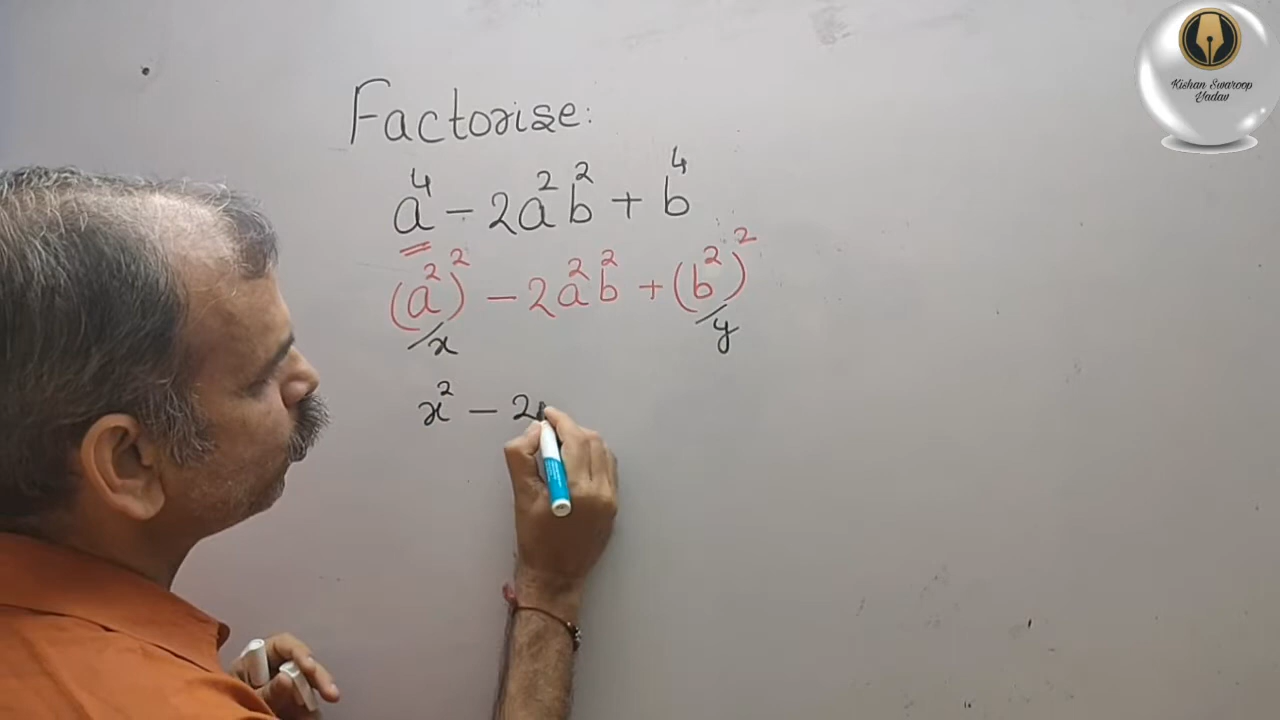 Factorise:
a⁴ - 2a²b² + b⁴
(a²)² - 2a²b² + (b²)²
x y
x² - 2
Kishan Swaroop
Yadav